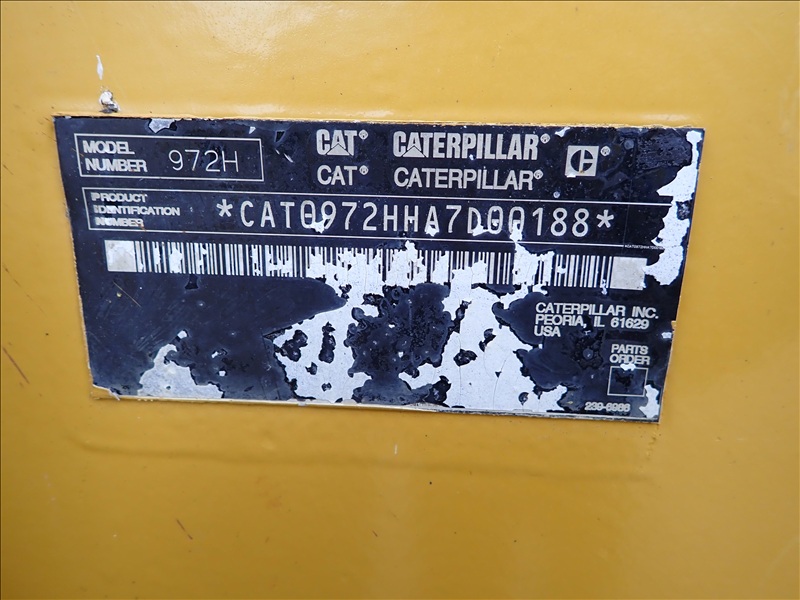 MODEL NUMBER 972H
CAT® CATERPILLAR® C®
CAT® CATERPILLAR®
PRODUCT IDENTIFICATION NUMBER *CAT0972HHA7D00188*
CATERPILLAR INC.
PEORIA, IL 61629
USA
PARTS ORDER
239-6986